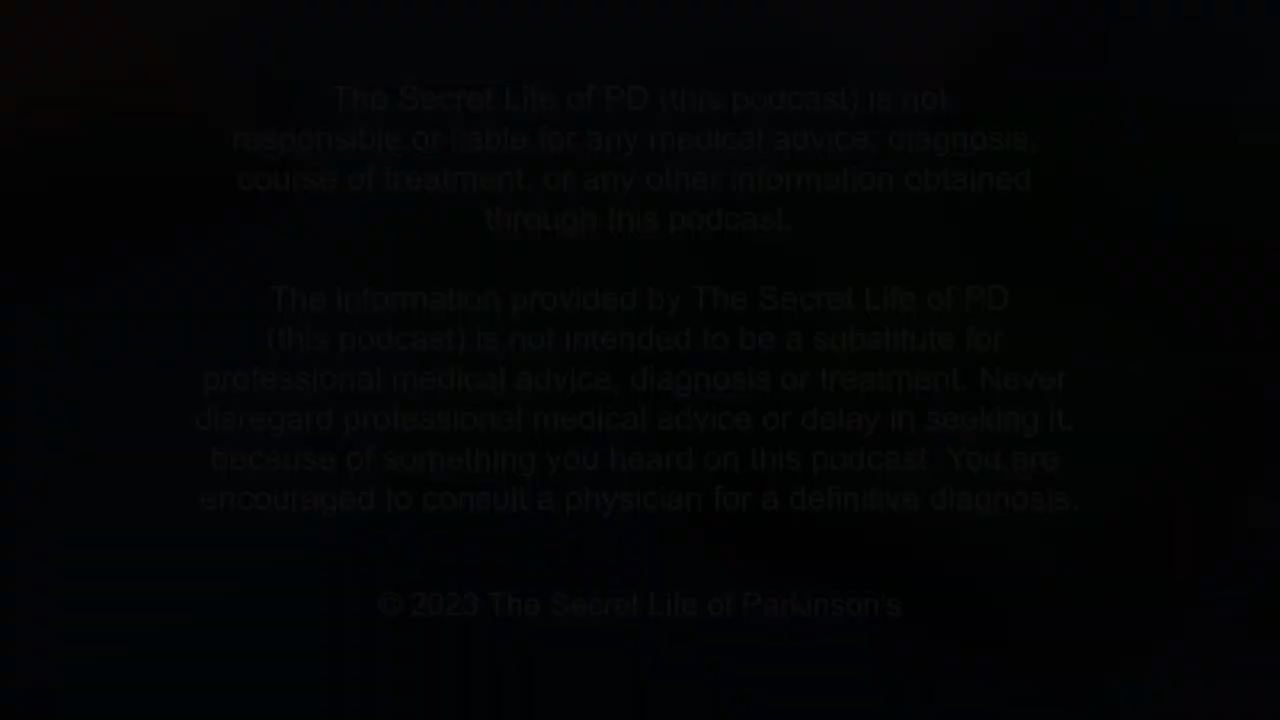 The Secret Life of PD (this podcast) is not
responsible or liable for any medical advice, diagnosis,
course of treatment, or any other information obtained
through this podcast.
The information provided by The Secret Life of PD
(this podcast) is not intended to be a substitute for
professional medical advice, diagnosis or treatment. Never
disregard professional medical advice or delay in seeking it,
because of something you heard on this podcast. You are
encouraged to consult a physician for a definitive diagnosis.
© 2023 The Secret Life of Parkinson's